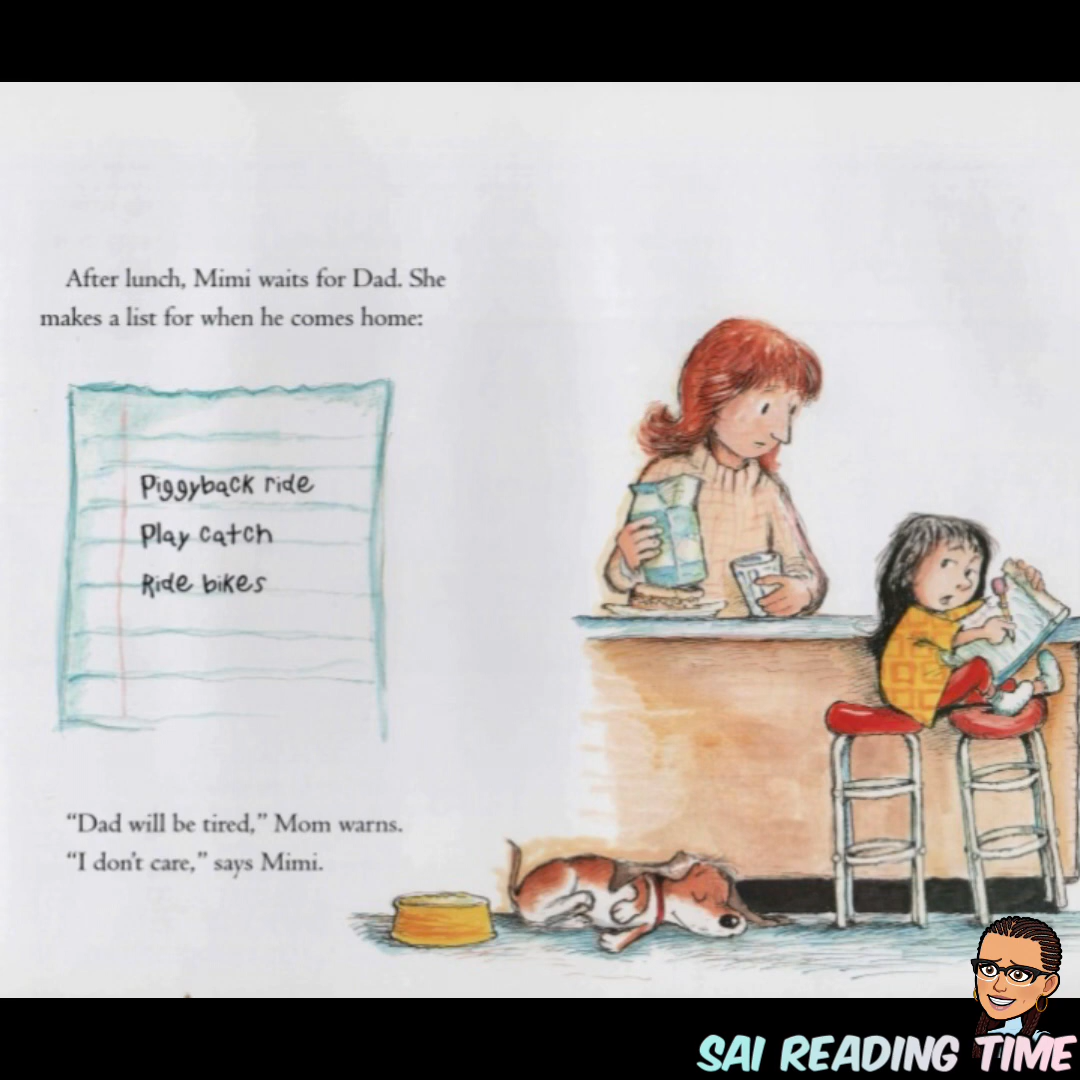 After lunch, Mimi waits for Dad. She
makes a list for when he comes home:
Piggyback ride
Play catch
Ride bikes
“Dad will be tired,” Mom warns.
“I don’t care,” says Mimi.
SAI READING TIME